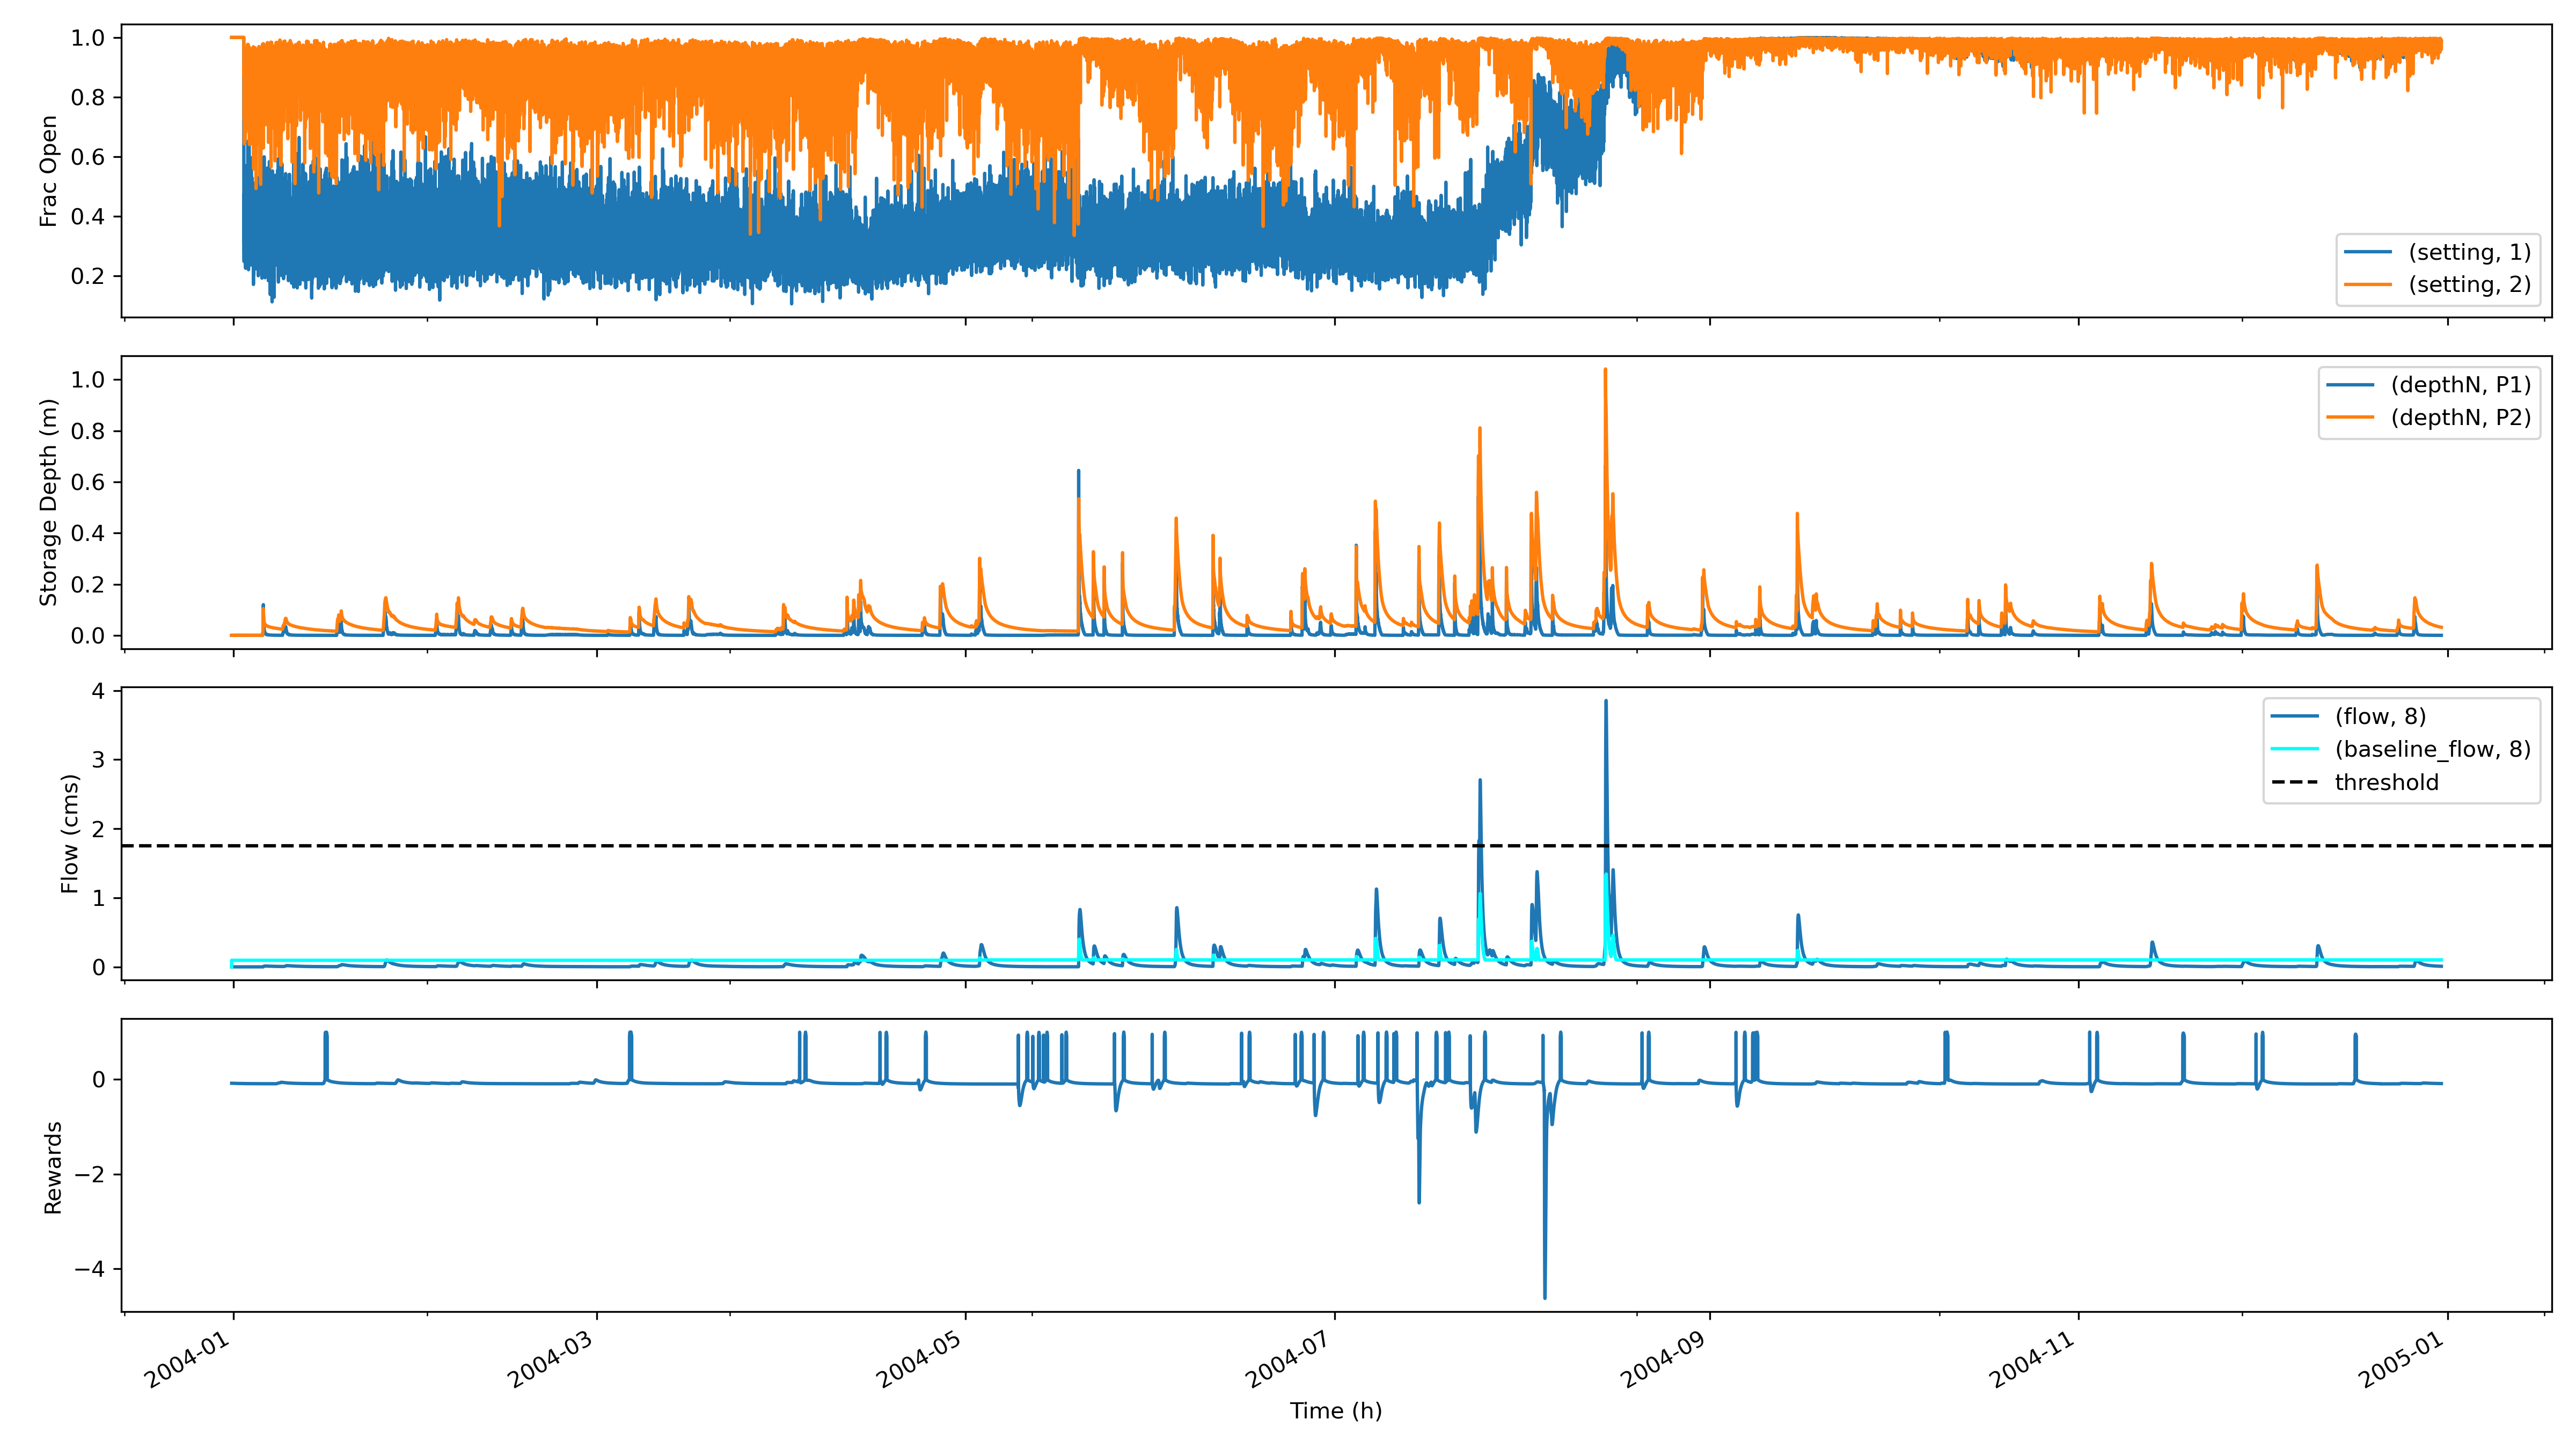 1.0
0.8
0.6
0.4
0.2
Frac Open
(setting, 1)
(setting, 2)
1.0
0.8
0.6
0.4
0.2
0.0
Storage Depth (m)
(depthN, P1)
(depthN, P2)
4
3
2
1
0
Flow (cms)
(flow, 8)
(baseline_flow, 8)
threshold
0
−2
−4
Rewards
2004-01
2004-03
2004-05
2004-07
2004-09
2004-11
2005-01
Time (h)